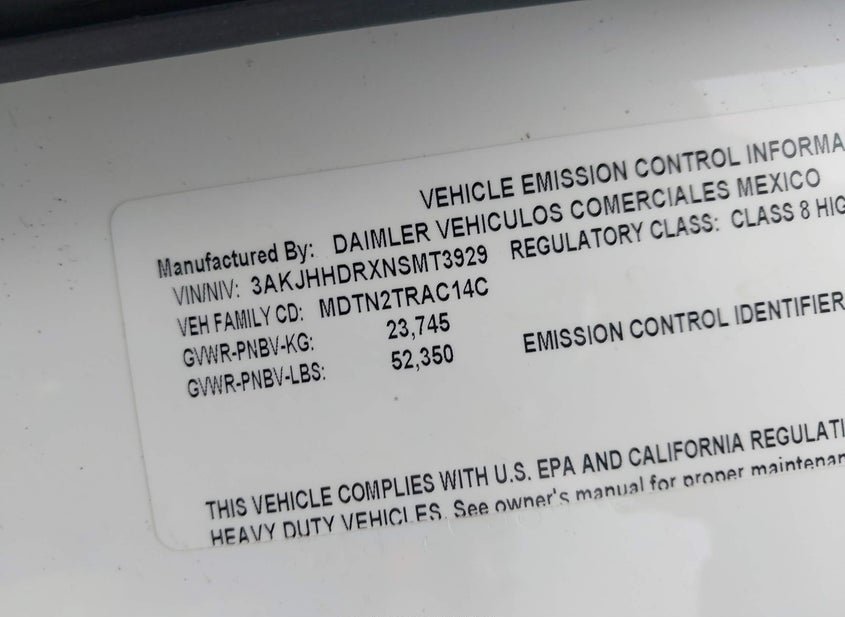 VEHICLE EMISSION CONTROL INFORMA
Manufactured By: DAIMLER VEHICULOS COMERCIALES MEXICO
VIN/NIV: 3AKJHHDRXNSMT3929 REGULATORY CLASS: CLASS 8 HIG
VEH FAMILY CD: MDTN2TRAC14C
GVWR-PNBV-KG: 23,745
GVWR-PNBV-LBS: 52,350 EMISSION CONTROL IDENTIFIER
THIS VEHICLE COMPLIES WITH U.S. EPA AND CALIFORNIA REGULATI
HEAVY DUTY VEHICLES. See owner's manual for proper maintenan